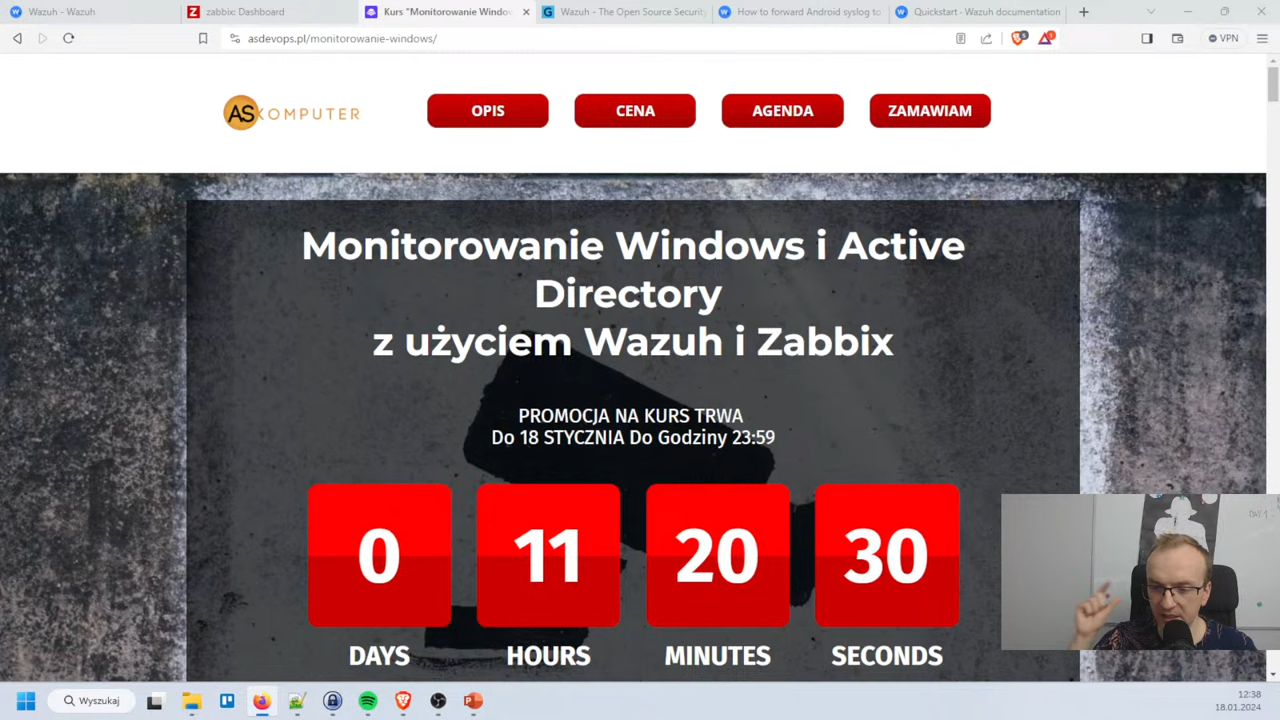 Wazuh - Wazuh
zabbix: Dashboard
Kurs "Monitorowanie Windo
Wazuh - The Open Source Security
How to forward Android syslog to
Quickstart - Wazuh documentation
asdevops.pl/monitorowanie-windows/
VPN
ASKOMPUTER
OPIS
CENA
AGENDA
ZAMAWIAM
Monitorowanie Windows i Active
Directory
z użyciem Wazuh i Zabbix
PROMOCJA NA KURS TRWA
Do 18 STYCZNIA Do Godziny 23:59
0
11
20
30
DAYS
HOURS
MINUTES
SECONDS
Wyszukaj
12:38
18.01.2024